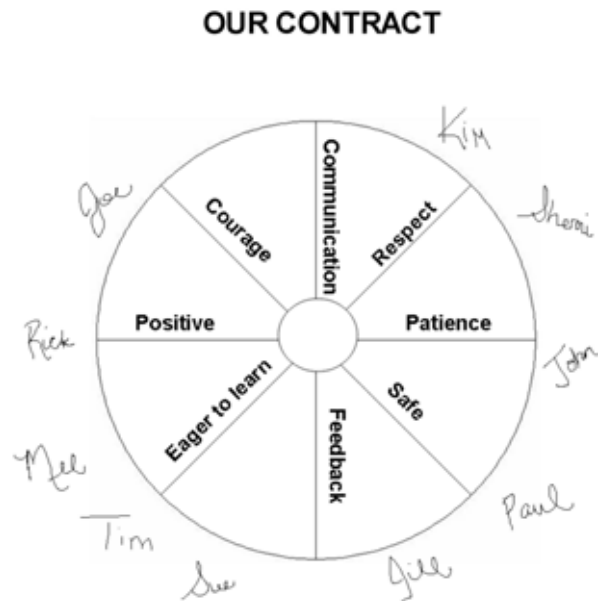 OUR CONTRACT
Kim
Joe
Communication
Courage
Respect
Sherri
Positive
Patience
Rick
John
Eager to learn
Safe
Feedback
Mel
Paul
Tim
Sue
Jill